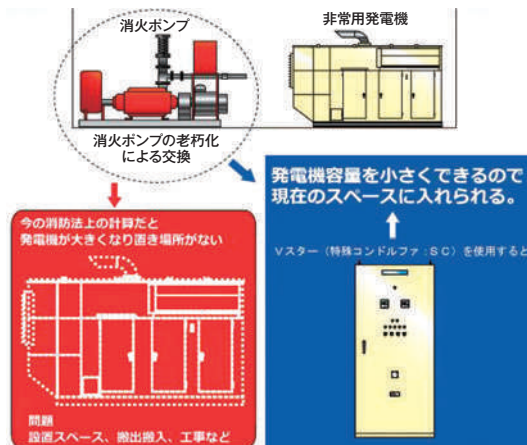 消火ポンプ
非常用発電機
消火ポンプの老朽化
による交換
発電機容量を小さくできるので
現在のスペースに入れられる。
Vスター(特殊コンドルファ:SC)を使用すると
今の消防法上の計算だと
発電機が大きくなり置き場所がない
問題
設置スペース、搬出搬入、工事など